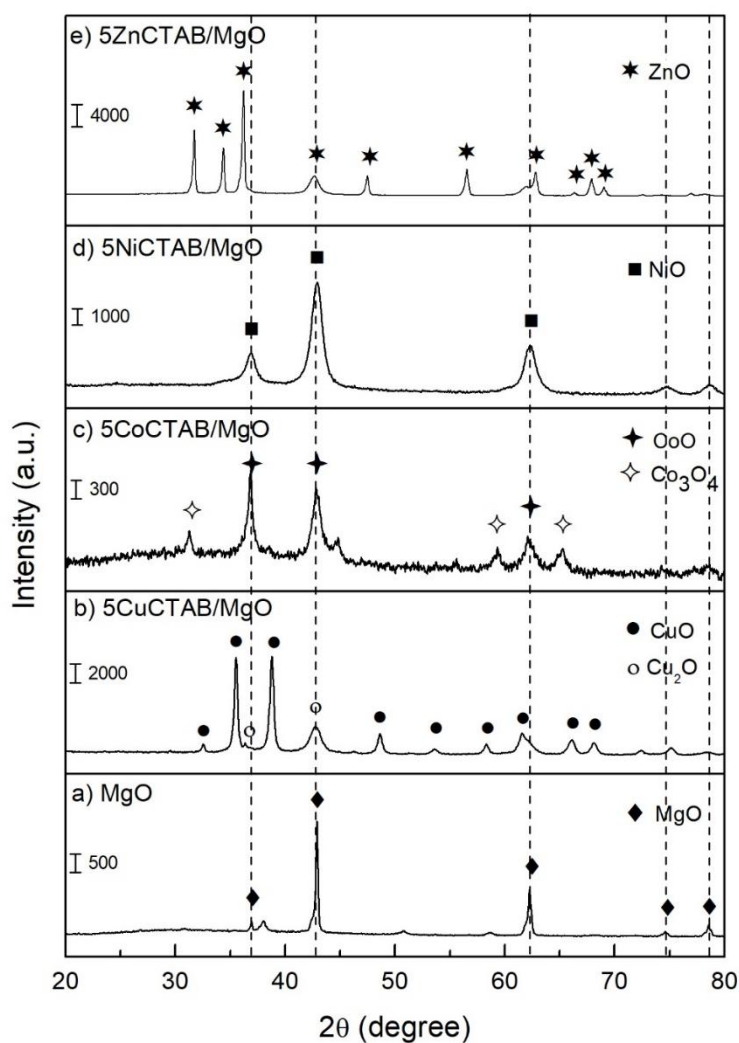 e) 5ZnCTAB/MgO
ZnO
4000
d) 5NiCTAB/MgO
NiO
1000
c) 5CoCTAB/MgO
OoO
Co₃O₄
300
b) 5CuCTAB/MgO
CuO
Cu₂O
2000
a) MgO
MgO
500
20 30 40 50 60 70 80
2θ (degree)
Intensity (a.u.)